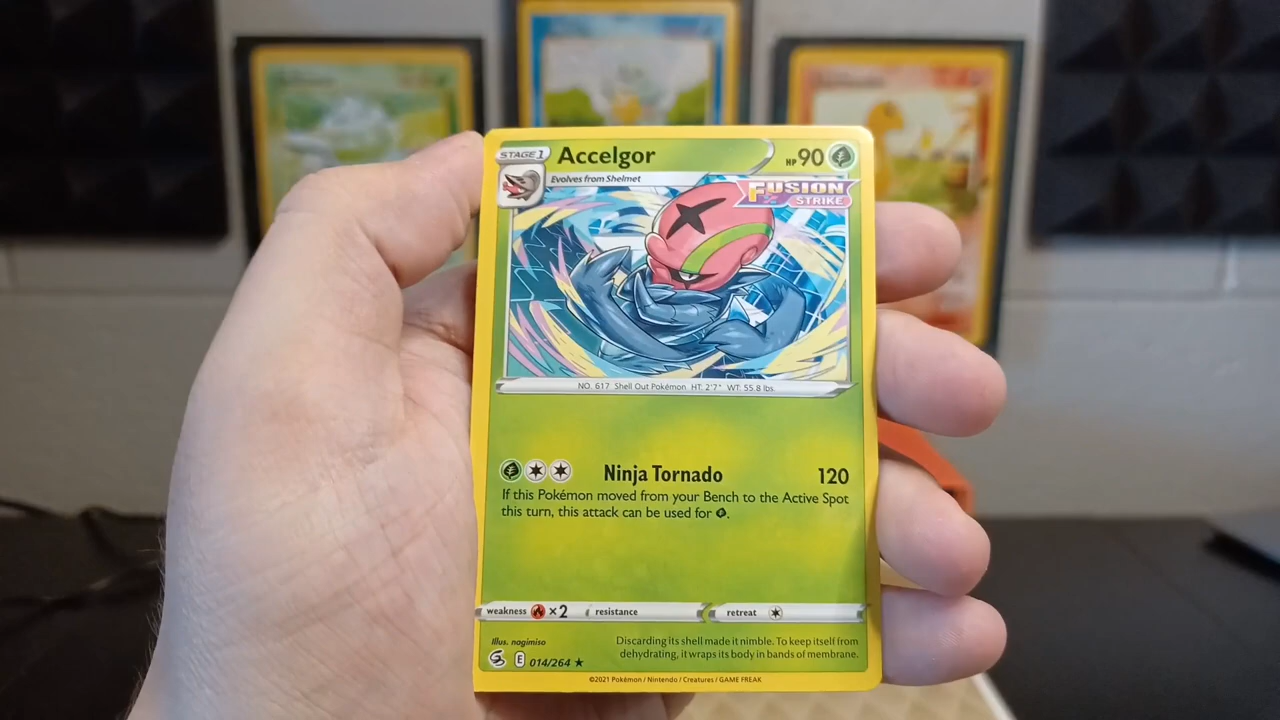 STAGE 1 Accelgor HP 90
Evolves from Shelmet
FUSION
STRIKE
NO. 617 Shell Out Pokémon HT: 2'7" WT: 55.8 lbs.
Ninja Tornado 120
If this Pokémon moved from your Bench to the Active Spot
this turn, this attack can be used for .
weakness ×2 resistance retreat
Illus. nagimiso
Discarding its shell made it nimble. To keep itself from
dehydrating, it wraps its body in bands of membrane.
E 014/264 ★
©2021 Pokémon / Nintendo / Creatures / GAME FREAK